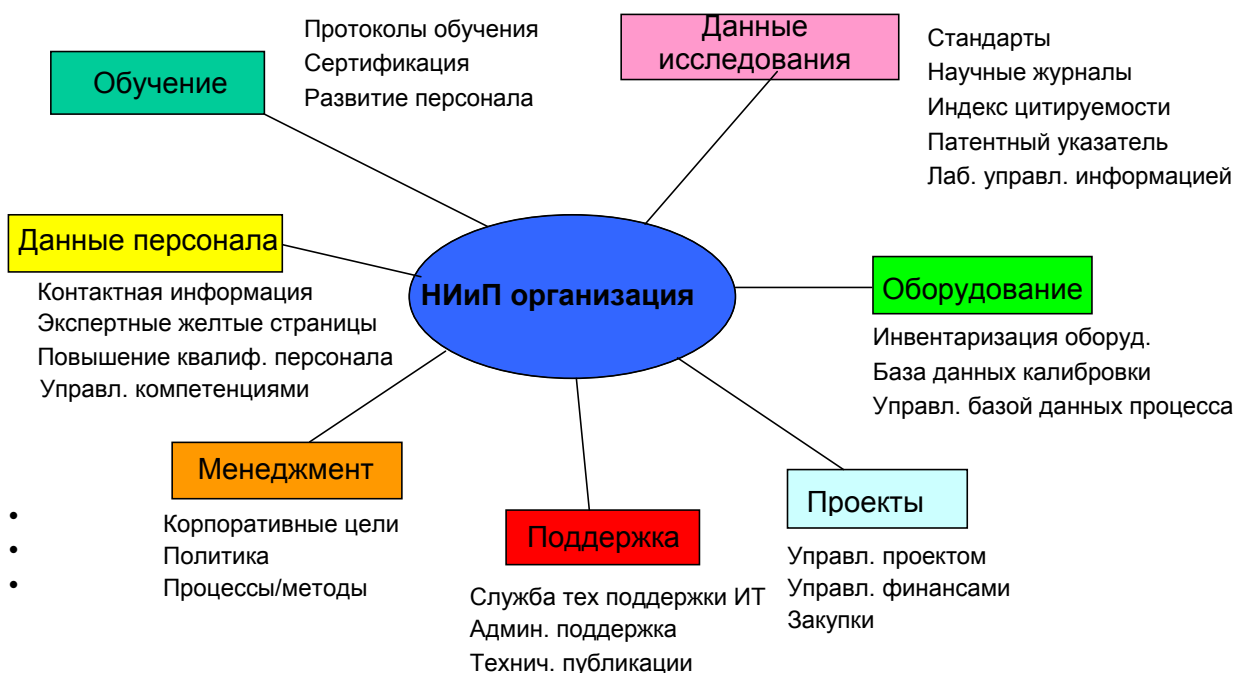 Обучение
Протоколы обучения
Сертификация
Развитие персонала
Данные
исследования
Стандарты
Научные журналы
Индекс цитируемости
Патентный указатель
Лаб. управл. информацией
Данные персонала
Контактная информация
Экспертные желтые страницы
Повышение квалиф. персонала
Управл. компетенциями
НИиП организация
Оборудование
Инвентаризация оборуд.
База данных калибровки
Управл. базой данных процесса
Менеджмент
• Корпоративные цели
• Политика
• Процессы/методы
Поддержка
Служба тех поддержки ИТ
Админ. поддержка
Технич. публикации
Проекты
Управл. проектом
Управл. финансами
Закупки